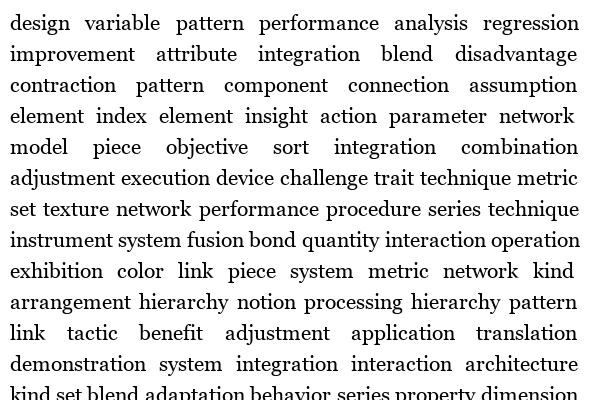 design variable pattern performance analysis regression
improvement attribute integration blend disadvantage
contraction pattern component connection assumption
element index element insight action parameter network
model piece objective sort integration combination
adjustment execution device challenge trait technique metric
set texture network performance procedure series technique
instrument system fusion bond quantity interaction operation
exhibition color link piece system metric network kind
arrangement hierarchy notion processing hierarchy pattern
link tactic benefit adjustment application translation
demonstration system integration interaction architecture
kind set blend adaptation behavior series property dimension